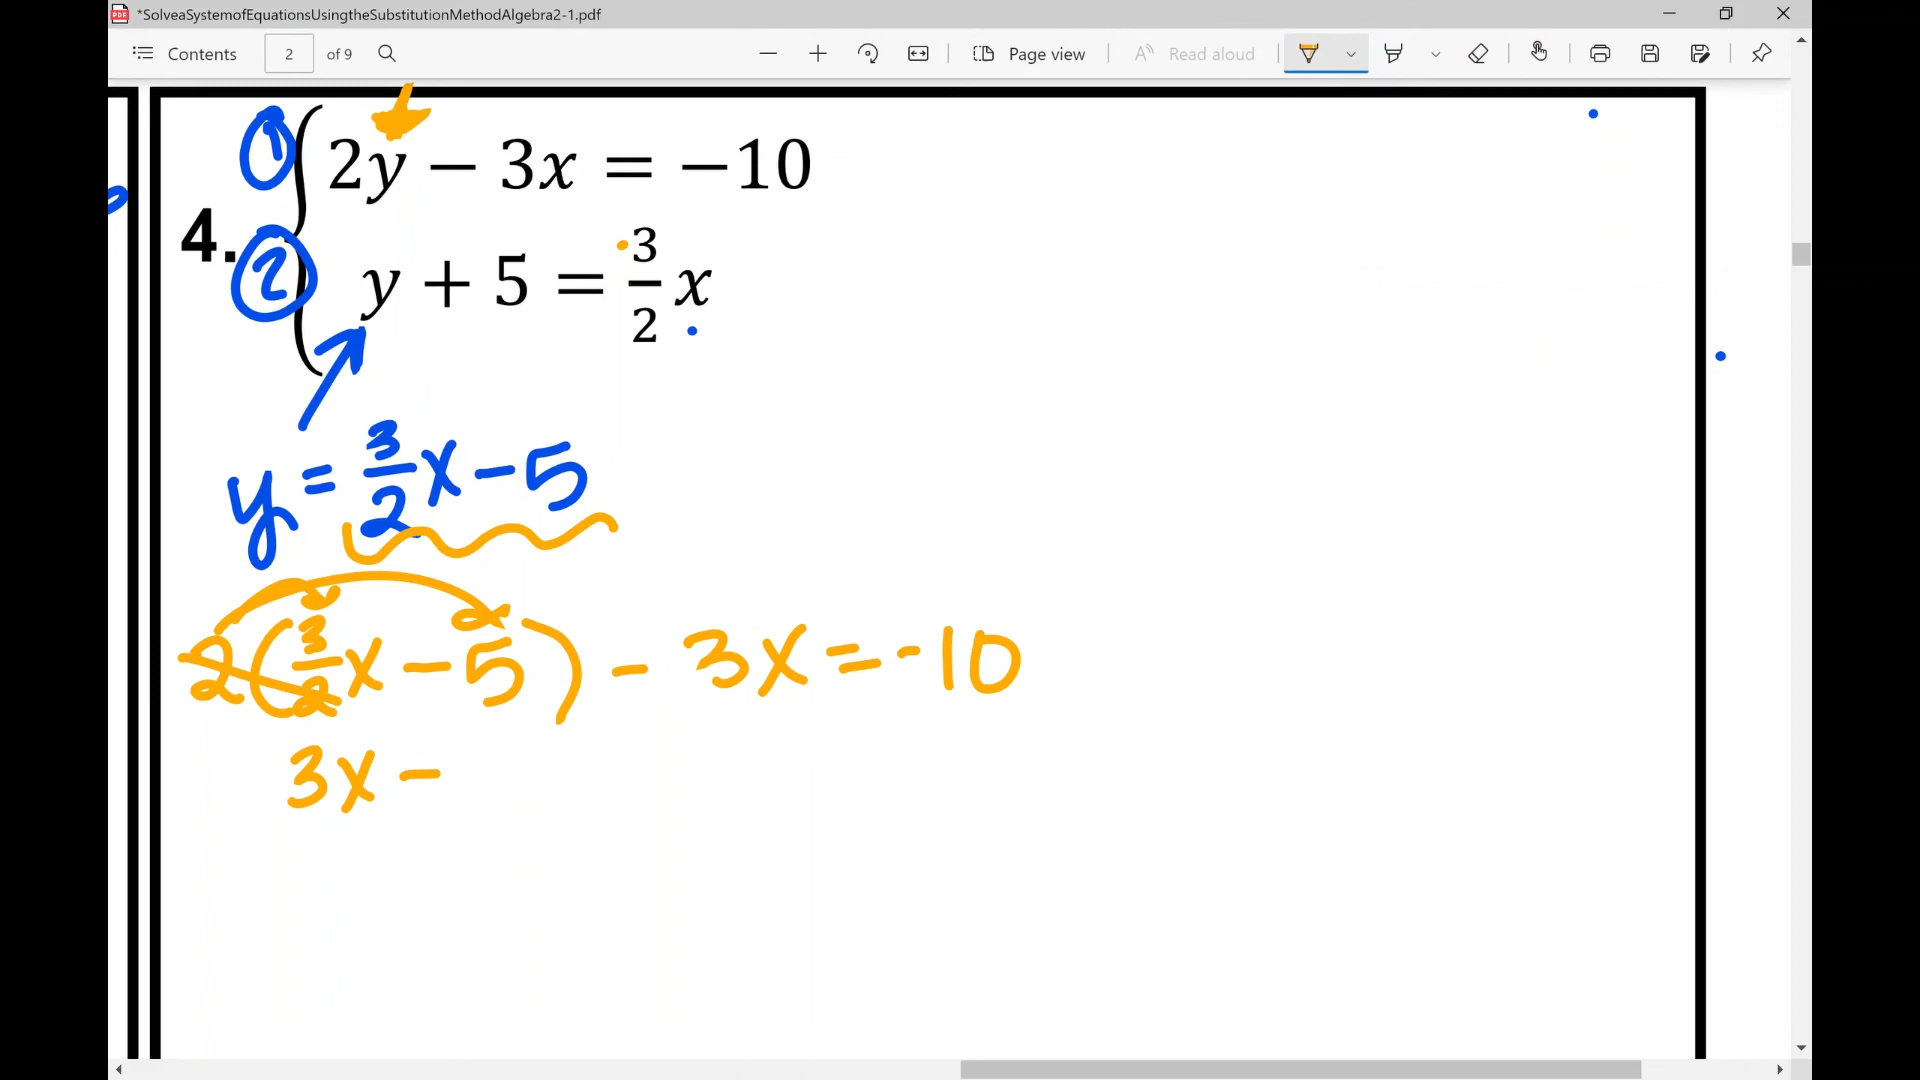 *SolveaSystemofEquationsUsingtheSubstitutionMethodAlgebra2-1.pdf
Contents 2 of 9 Page view Read aloud
① 2y − 3x = −10
4.
② y + 5 = 3/2 x
y = 3/2 x − 5
2(3/2 x − 5) − 3x = -10
3x −